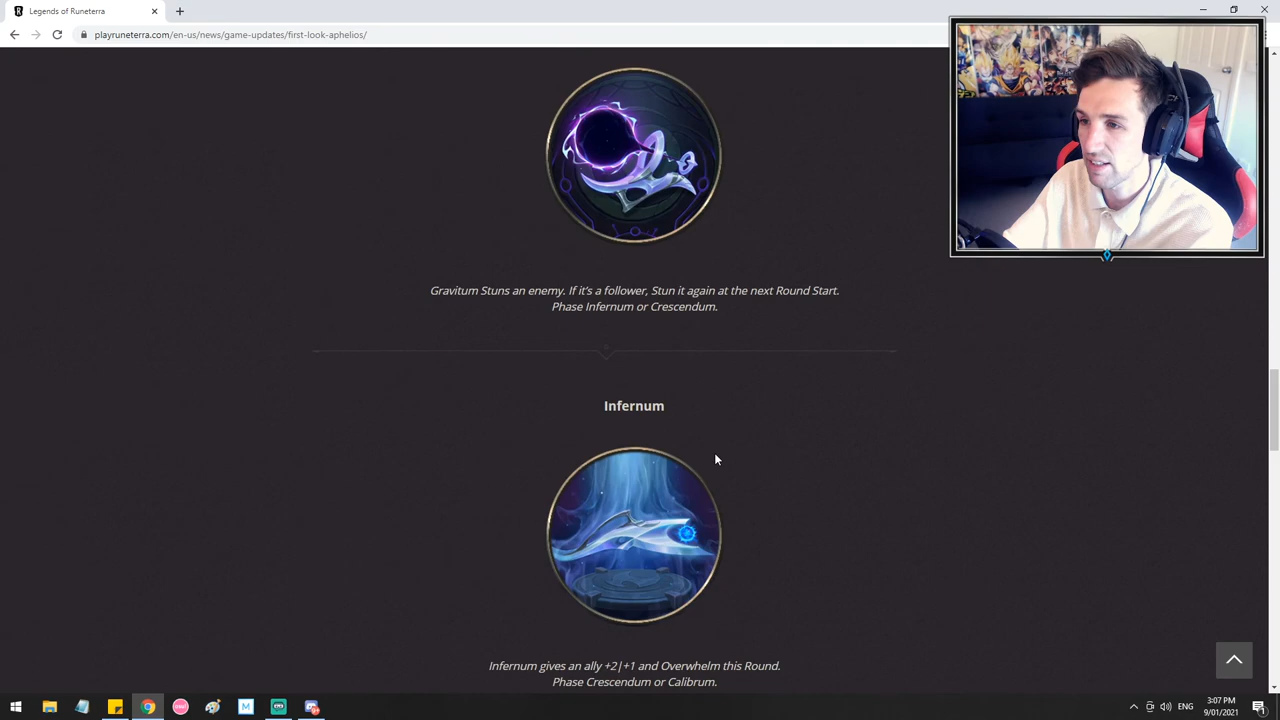 Legends of Runeterra
playruneterra.com/en-us/news/game-updates/first-look-aphelios/
Gravitum Stuns an enemy. If it's a follower, Stun it again at the next Round Start.
Phase Infernum or Crescendum.
Infernum
Infernum gives an ally +2|+1 and Overwhelm this Round.
Phase Crescendum or Calibrum.
M
ENG
3:07 PM
9/01/2021